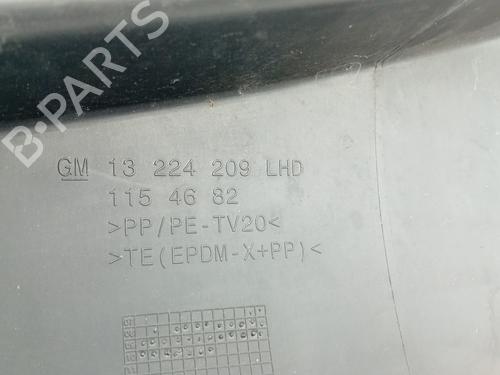 B-PARTS
GM 13 224 209 LHD
115 46 82
>PP/PE-TV20<
>TE(EPDM-X+PP)<